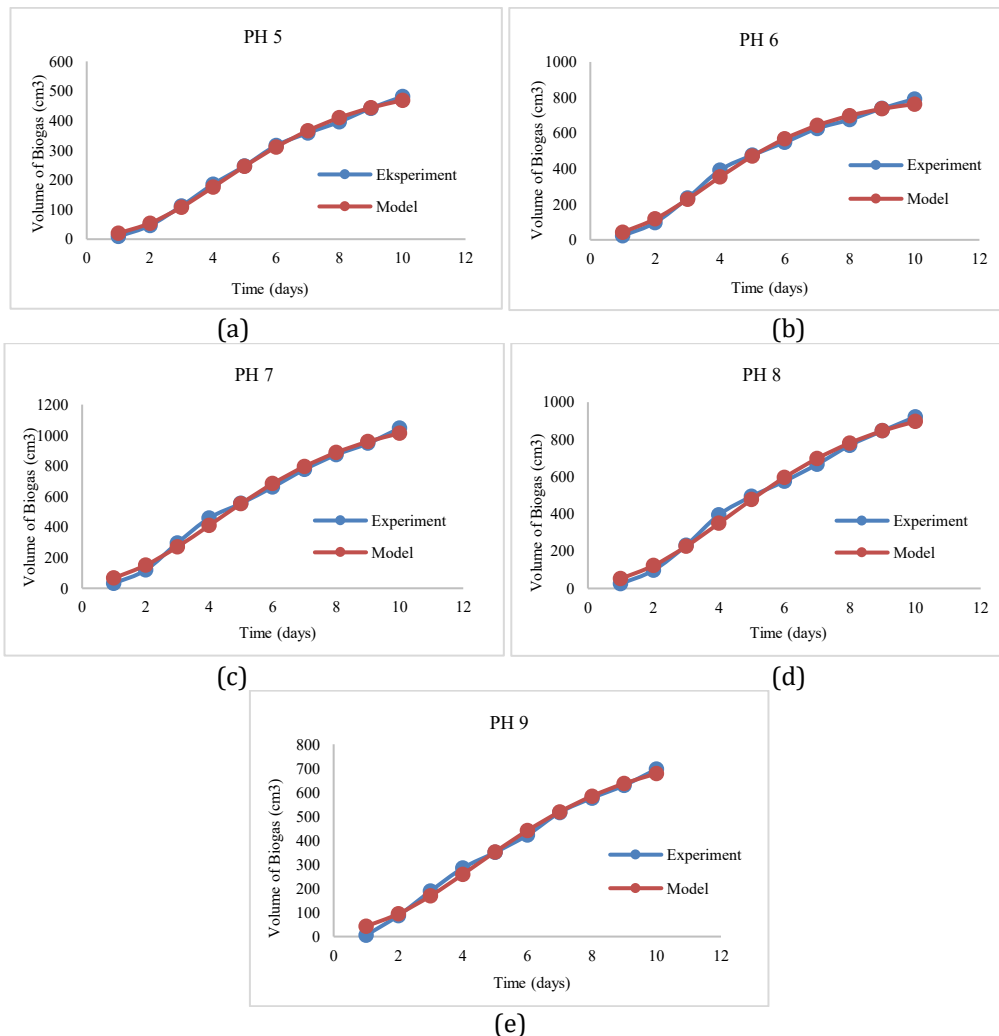 PH 5
Volume of Biogas (cm3)
600
500
400
300
200
100
0
0 2 4 6 8 10 12
Time (days)
Eksperiment
Model
(a)
PH 6
Volume of Biogas (cm3)
1000
800
600
400
200
0
0 2 4 6 8 10 12
Time (days)
Experiment
Model
(b)
PH 7
Volume of Biogas (cm3)
1200
1000
800
600
400
200
0
0 2 4 6 8 10 12
Time (days)
Experiment
Model
(c)
PH 8
Volume of Biogas (cm3)
1000
800
600
400
200
0
0 2 4 6 8 10 12
Time (days)
Experiment
Model
(d)
PH 9
Volume of Biogas (cm3)
800
700
600
500
400
300
200
100
0
0 2 4 6 8 10 12
Time (days)
Experiment
Model
(e)